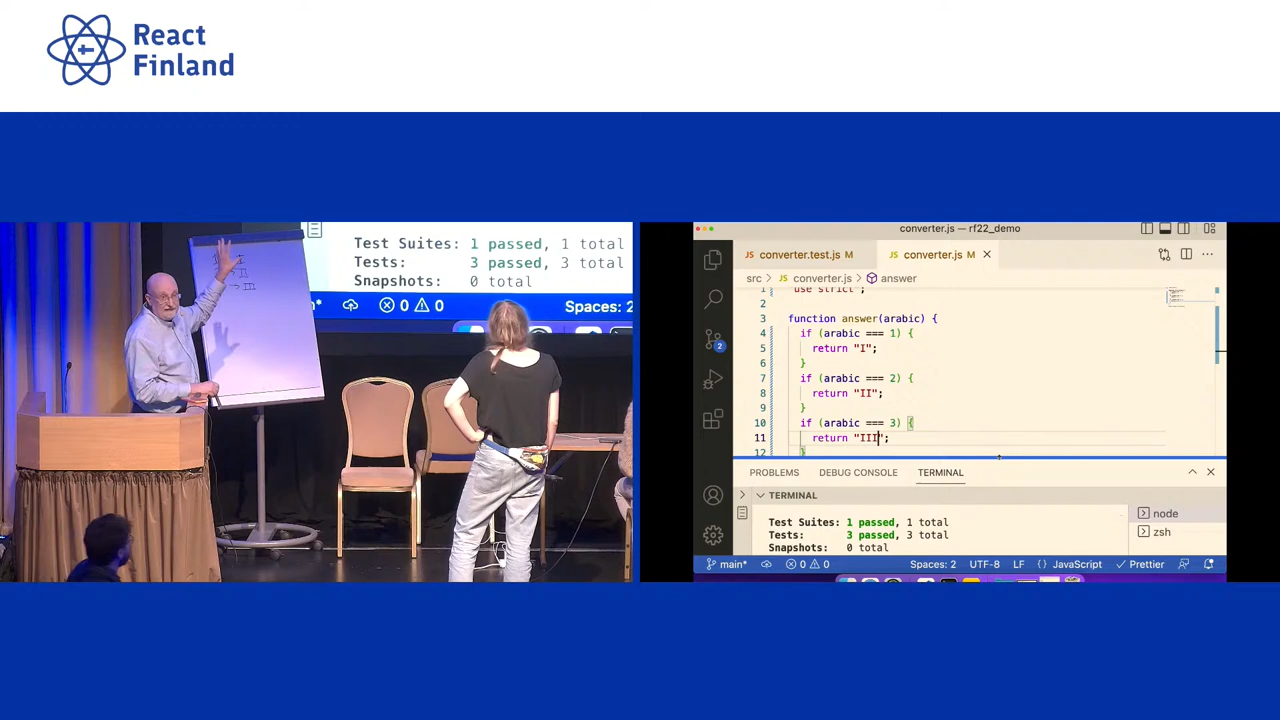 React
Finland
I
→ II
→ III
Test Suites: 1 passed, 1 total
Tests: 3 passed, 3 total
Snapshots: 0 total
0 0
Spaces: 2
converter.js — rf22_demo
converter.test.js M
converter.js M
src > converter.js > answer
1 "use strict";
2
3 function answer(arabic) {
4 if (arabic === 1) {
5 return "I";
6 }
7 if (arabic === 2) {
8 return "II";
9 }
10 if (arabic === 3) {
11 return "III";
12 }
2
PROBLEMS DEBUG CONSOLE TERMINAL
TERMINAL
Test Suites: 1 passed, 1 total
Tests: 3 passed, 3 total
Snapshots: 0 total
node
zsh
main* 0 0 Spaces: 2 UTF-8 LF {} JavaScript Prettier